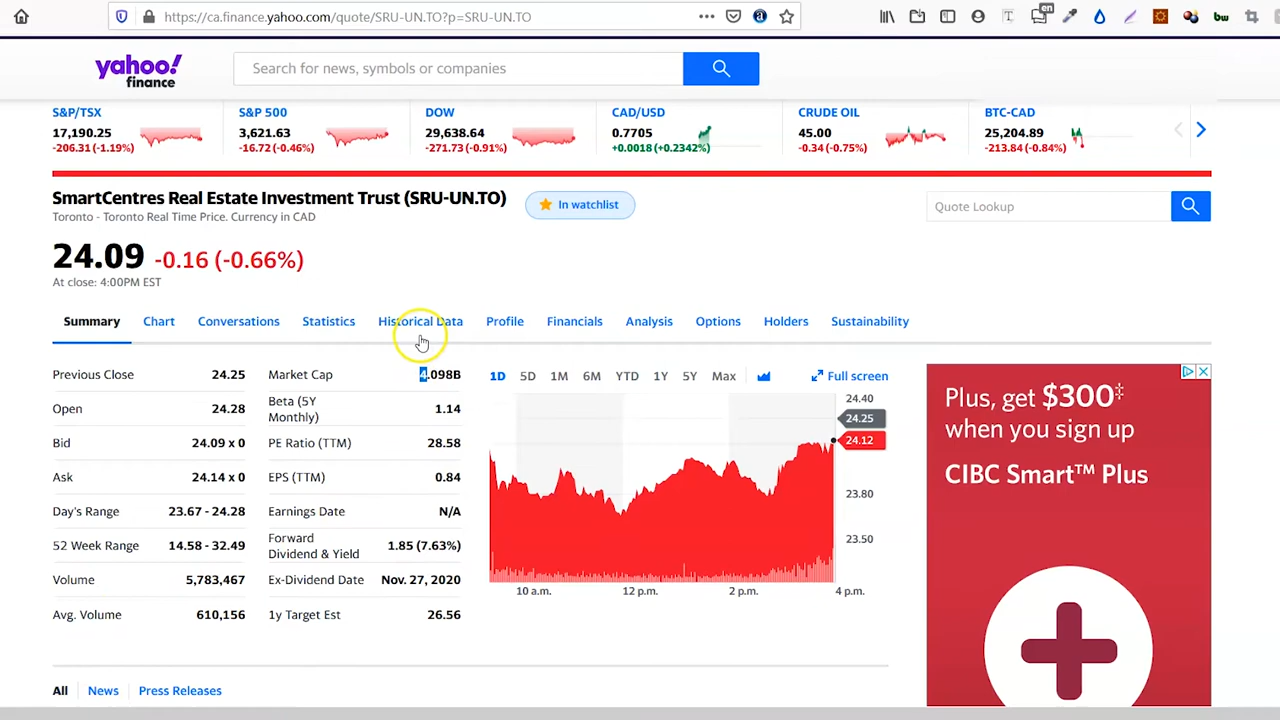 https://ca.finance.yahoo.com/quote/SRU-UN.TO?p=SRU-UN.TO
en
bw
yahoo!
finance
Search for news, symbols or companies
S&P/TSX
17,190.25
-206.31 (-1.19%)
S&P 500
3,621.63
-16.72 (-0.46%)
DOW
29,638.64
-271.73 (-0.91%)
CAD/USD
0.7705
+0.0018 (+0.2342%)
CRUDE OIL
45.00
-0.34 (-0.75%)
BTC-CAD
25,204.89
-213.84 (-0.84%)
SmartCentres Real Estate Investment Trust (SRU-UN.TO)
In watchlist
Quote Lookup
Toronto - Toronto Real Time Price. Currency in CAD
24.09 -0.16 (-0.66%)
At close: 4:00PM EST
Summary Chart Conversations Statistics Historical Data Profile Financials Analysis Options Holders Sustainability
Previous Close 24.25
Open 24.28
Bid 24.09 x 0
Ask 24.14 x 0
Day's Range 23.67 - 24.28
52 Week Range 14.58 - 32.49
Volume 5,783,467
Avg. Volume 610,156
Market Cap 4.098B
Beta (5Y
Monthly) 1.14
PE Ratio (TTM) 28.58
EPS (TTM) 0.84
Earnings Date N/A
Forward
Dividend & Yield 1.85 (7.63%)
Ex-Dividend Date Nov. 27, 2020
1y Target Est 26.56
1D 5D 1M 6M YTD 1Y 5Y Max Full screen
24.40
24.25
24.12
23.80
23.50
10 a.m. 12 p.m. 2 p.m. 4 p.m.
Plus, get $300‡
when you sign up
CIBC Smart™ Plus
All News Press Releases